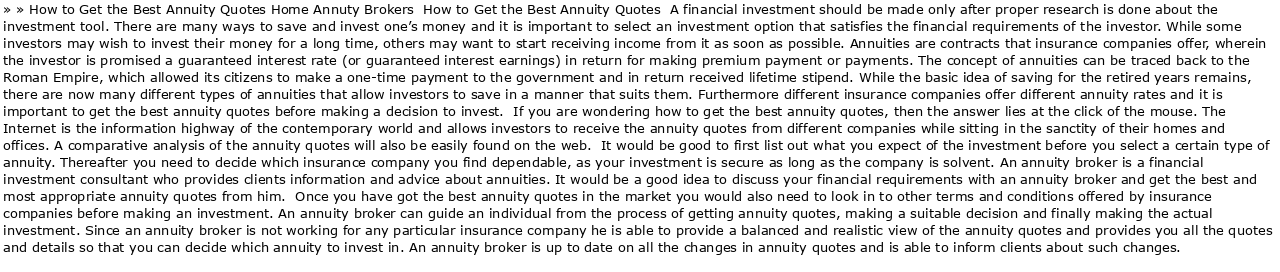 » » How to Get the Best Annuity Quotes Home Annuty Brokers  How to Get the Best Annuity Quotes  A financial investment should be made only after proper research is done about the
investment tool. There are many ways to save and invest one’s money and it is important to select an investment option that satisfies the financial requirements of the investor. While some
investors may wish to invest their money for a long time, others may want to start receiving income from it as soon as possible. Annuities are contracts that insurance companies offer, wherein
the investor is promised a guaranteed interest rate (or guaranteed interest earnings) in return for making premium payment or payments. The concept of annuities can be traced back to the
Roman Empire, which allowed its citizens to make a one-time payment to the government and in return received lifetime stipend. While the basic idea of saving for the retired years remains,
there are now many different types of annuities that allow investors to save in a manner that suits them. Furthermore different insurance companies offer different annuity rates and it is
important to get the best annuity quotes before making a decision to invest.  If you are wondering how to get the best annuity quotes, then the answer lies at the click of the mouse. The
Internet is the information highway of the contemporary world and allows investors to receive the annuity quotes from different companies while sitting in the sanctity of their homes and
offices. A comparative analysis of the annuity quotes will also be easily found on the web.  It would be good to first list out what you expect of the investment before you select a certain type of
annuity. Thereafter you need to decide which insurance company you find dependable, as your investment is secure as long as the company is solvent. An annuity broker is a financial
investment consultant who provides clients information and advice about annuities. It would be a good idea to discuss your financial requirements with an annuity broker and get the best and
most appropriate annuity quotes from him.  Once you have got the best annuity quotes in the market you would also need to look in to other terms and conditions offered by insurance
companies before making an investment. An annuity broker can guide an individual from the process of getting annuity quotes, making a suitable decision and finally making the actual
investment. Since an annuity broker is not working for any particular insurance company he is able to provide a balanced and realistic view of the annuity quotes and provides you all the quotes
and details so that you can decide which annuity to invest in. An annuity broker is up to date on all the changes in annuity quotes and is able to inform clients about such changes.